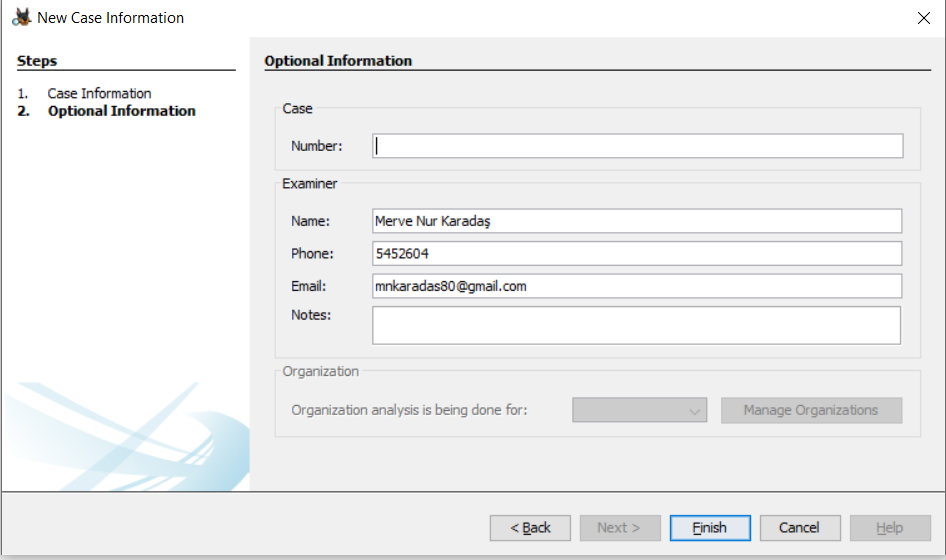 New Case Information
Steps
1. Case Information
2. Optional Information
Optional Information
Case
Number:
Examiner
Name: Merve Nur Karadaş
Phone: 5452604
Email: mnkaradas80@gmail.com
Notes:
Organization
Organization analysis is being done for: Manage Organizations
< Back Next > Finish Cancel Help